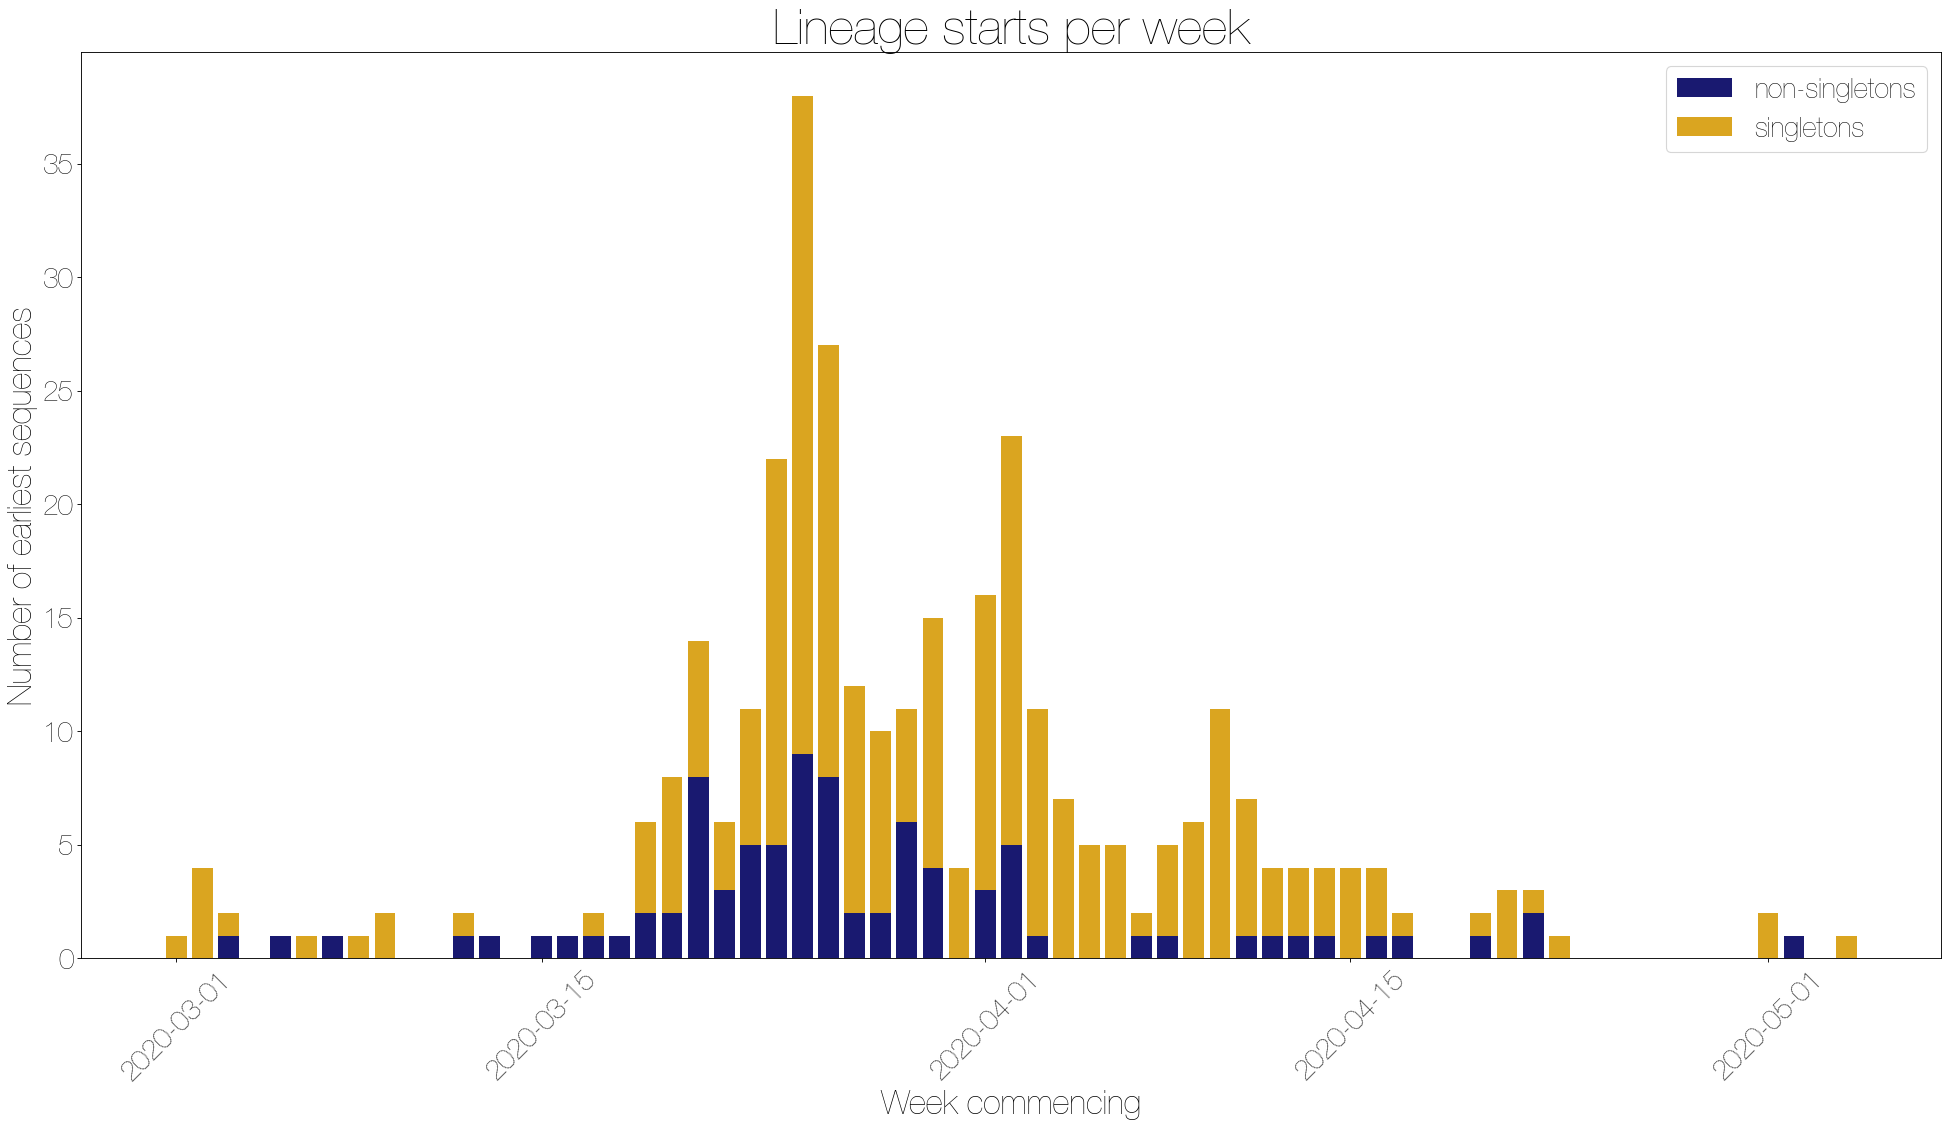 Lineage starts per week
non-singletons
singletons
Number of earliest sequences
35
30
25
20
15
10
5
0
2020-03-01
2020-03-15
2020-04-01
2020-04-15
2020-05-01
Week commencing